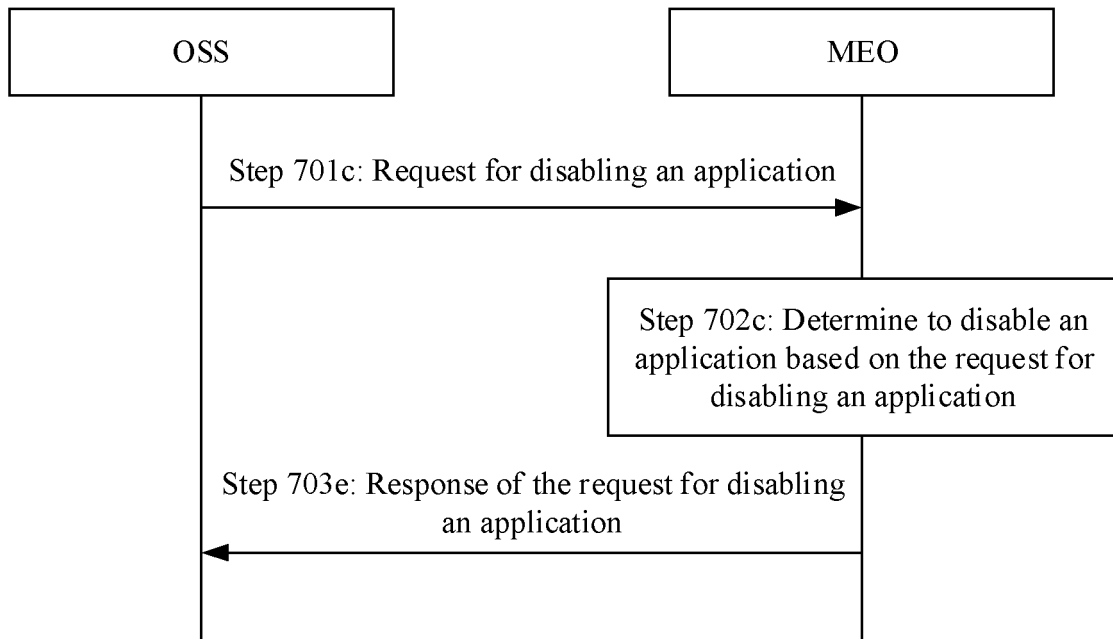 OSS
MEO
Step 701c: Request for disabling an application
Step 702c: Determine to disable an
application based on the request for
disabling an application
Step 703e: Response of the request for disabling
an application